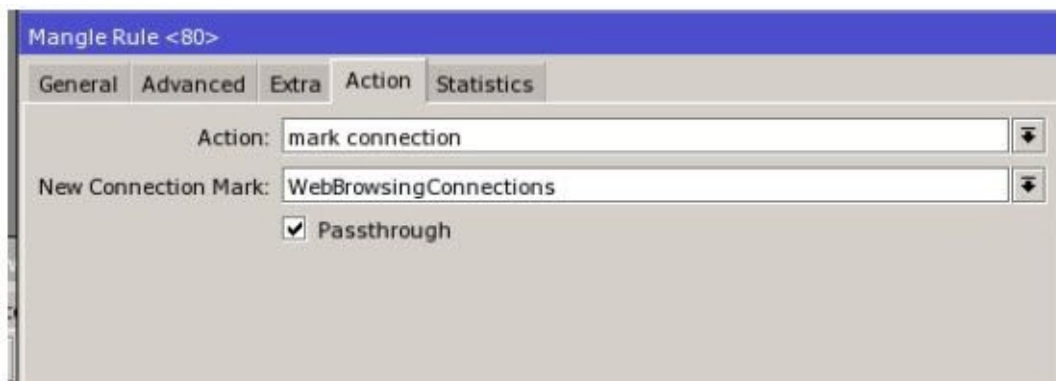 Mangle Rule <80>
General Advanced Extra Action Statistics
Action: mark connection
New Connection Mark: WebBrowsingConnections
Passthrough